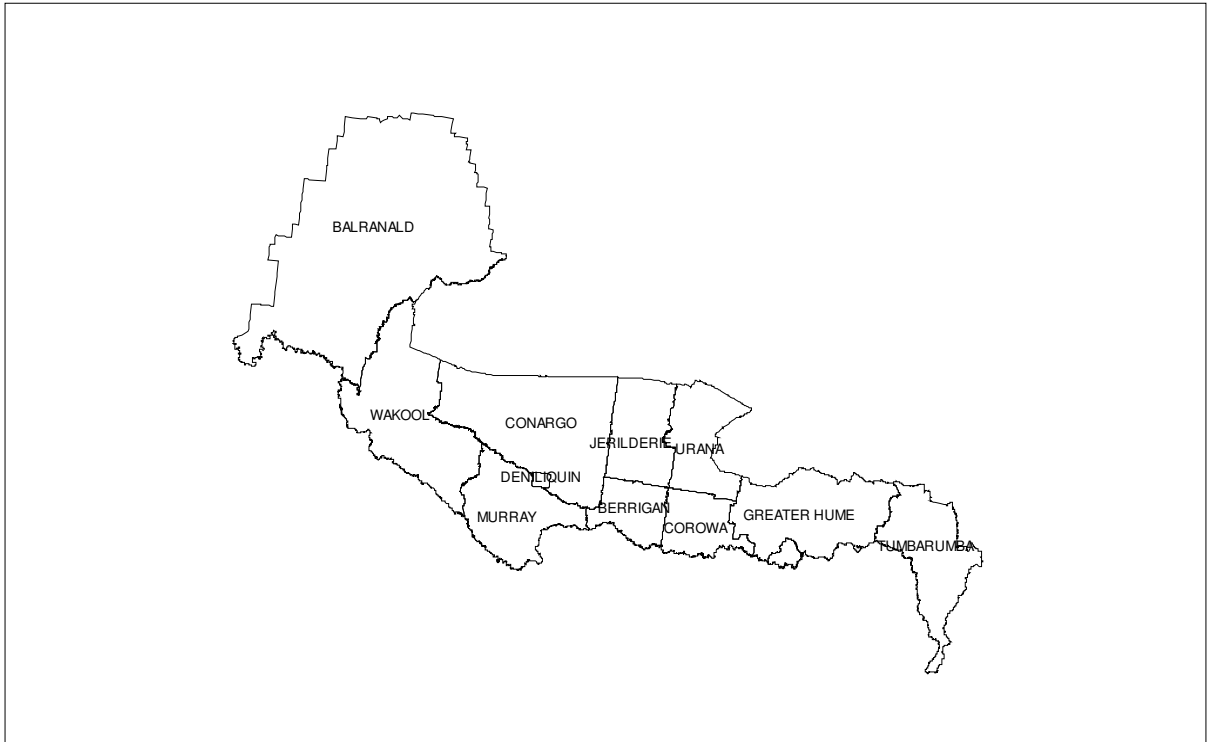 BALRANALD
WAKOOL
CONARGO
JERILDERIE
URANA
DENILIQUIN
MURRAY
BERRIGAN
COROWA
GREATER HUME
TUMBARUMBA